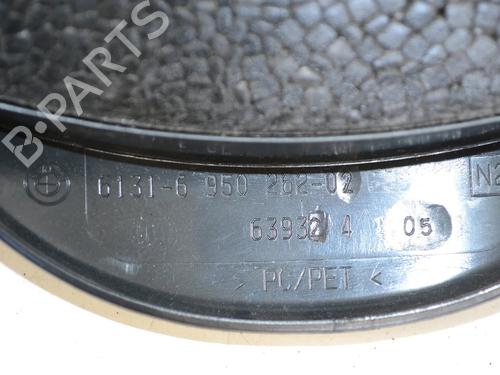 B-PARTS
6131-6 950 262-02
N2
63932 4 05
> PC/PET <